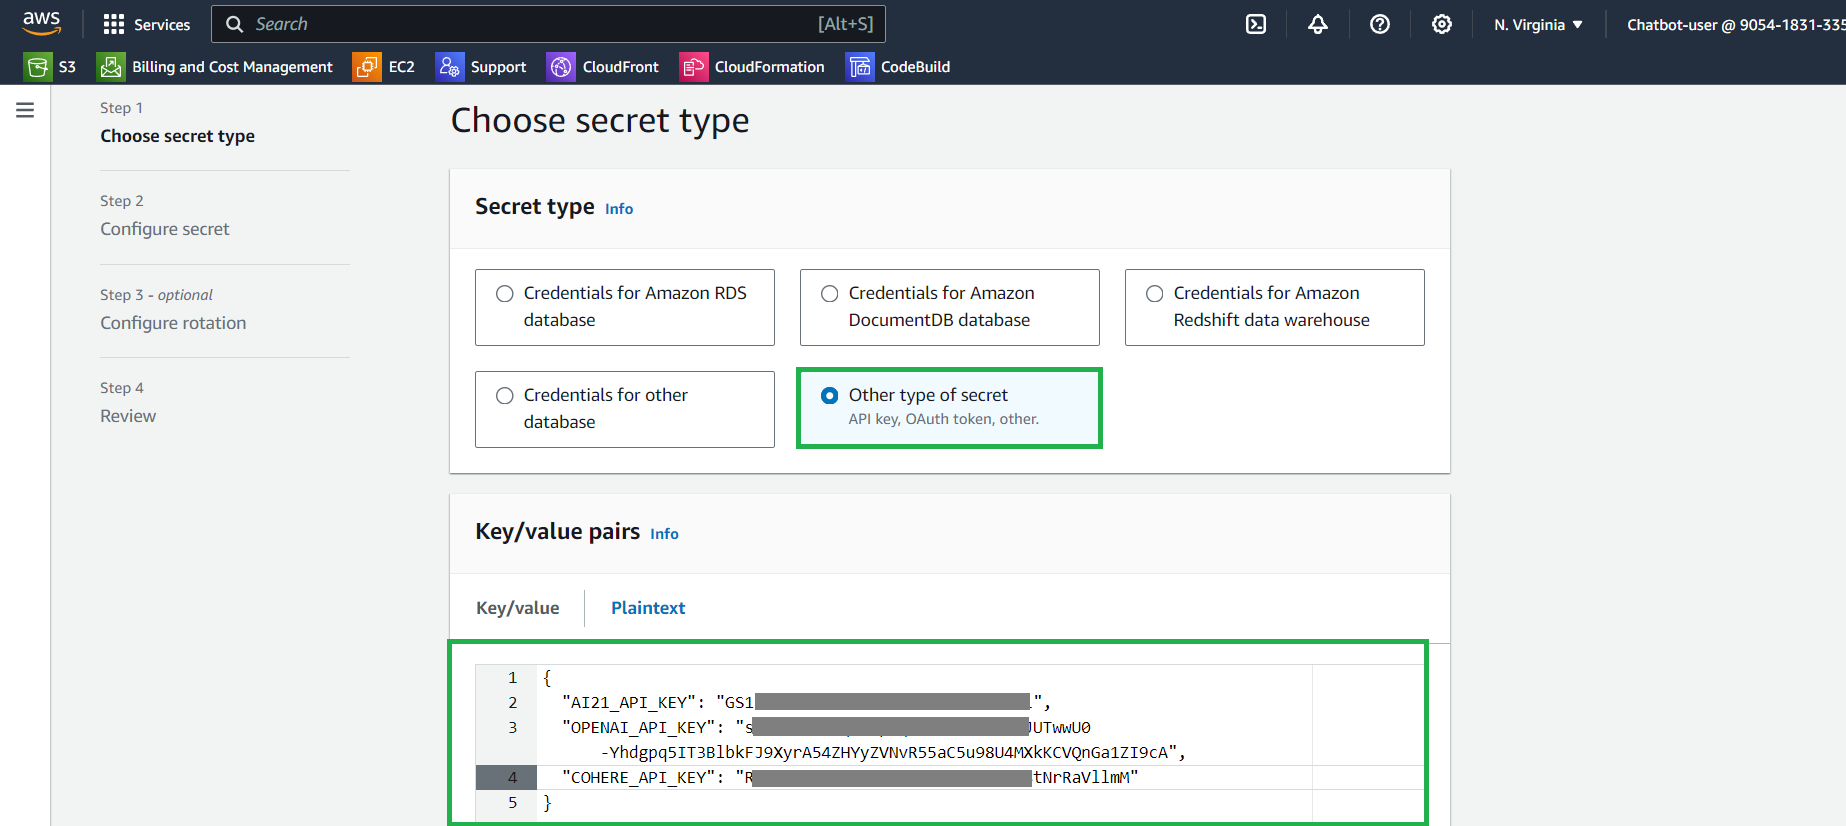 aws
Services
Search
[Alt+S]
N. Virginia
Chatbot-user @ 9054-1831-335
S3
Billing and Cost Management
EC2
Support
CloudFront
CloudFormation
CodeBuild
Step 1
Choose secret type
Step 2
Configure secret
Step 3 - optional
Configure rotation
Step 4
Review
Choose secret type
Secret type Info
Credentials for Amazon RDS
database
Credentials for Amazon
DocumentDB database
Credentials for Amazon
Redshift data warehouse
Credentials for other
database
Other type of secret
API key, OAuth token, other.
Key/value pairs Info
Key/value
Plaintext
1 {
2 "AI21_API_KEY": "GS1 ",
3 "OPENAI_API_KEY": "s JUTwwU0
-Yhdgpq5IT3BlbkFJ9XyrA54ZHYyZVNvR55aC5u98U4MXkKCVQnGa1ZI9cA",
4 "COHERE_API_KEY": "R tNrRaVllmM"
5 }